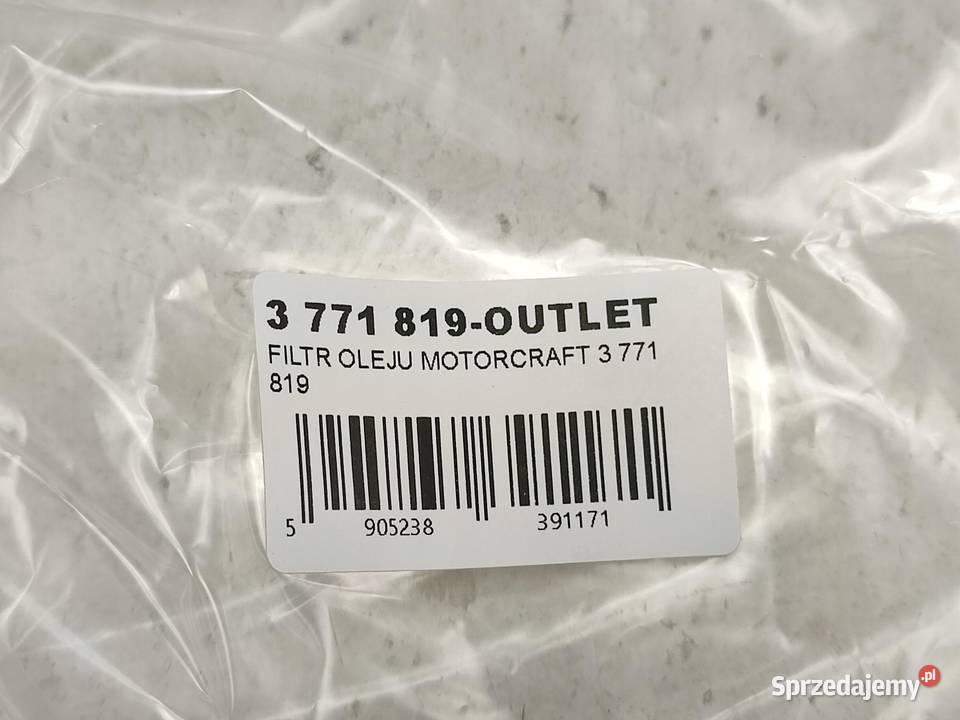 3 771 819-OUTLET
FILTR OLEJU MOTORCRAFT 3 771
819
5 905238 391171
Sprzedajemy.pl